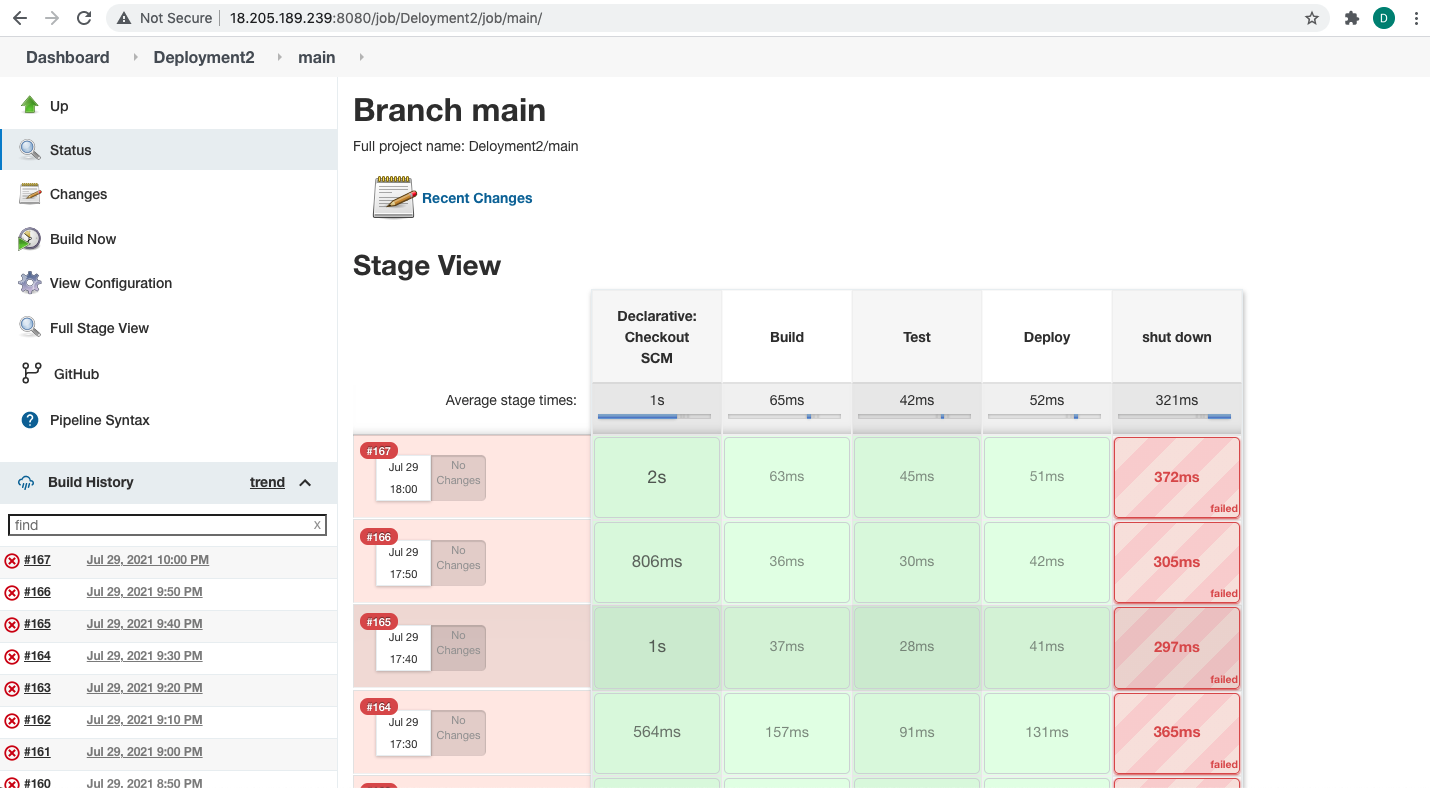 Not Secure 18.205.189.239:8080/job/Deloyment2/job/main/
D
Dashboard Deployment2 main
Up
Status
Changes
Build Now
View Configuration
Full Stage View
GitHub
? Pipeline Syntax
Build History trend
find x
#167 Jul 29, 2021 10:00 PM
#166 Jul 29, 2021 9:50 PM
#165 Jul 29, 2021 9:40 PM
#164 Jul 29, 2021 9:30 PM
#163 Jul 29, 2021 9:20 PM
#162 Jul 29, 2021 9:10 PM
#161 Jul 29, 2021 9:00 PM
#160 Jul 29, 2021 8:50 PM
Branch main
Full project name: Deloyment2/main
Recent Changes
Stage View
Declarative:
Checkout
SCM
Build
Test
Deploy
shut down
Average stage times:
1s
65ms
42ms
52ms
321ms
#167
Jul 29
18:00
No
Changes
2s
63ms
45ms
51ms
372ms
failed
#166
Jul 29
17:50
No
Changes
806ms
36ms
30ms
42ms
305ms
failed
#165
Jul 29
17:40
No
Changes
1s
37ms
28ms
41ms
297ms
failed
#164
Jul 29
17:30
No
Changes
564ms
157ms
91ms
131ms
365ms
failed